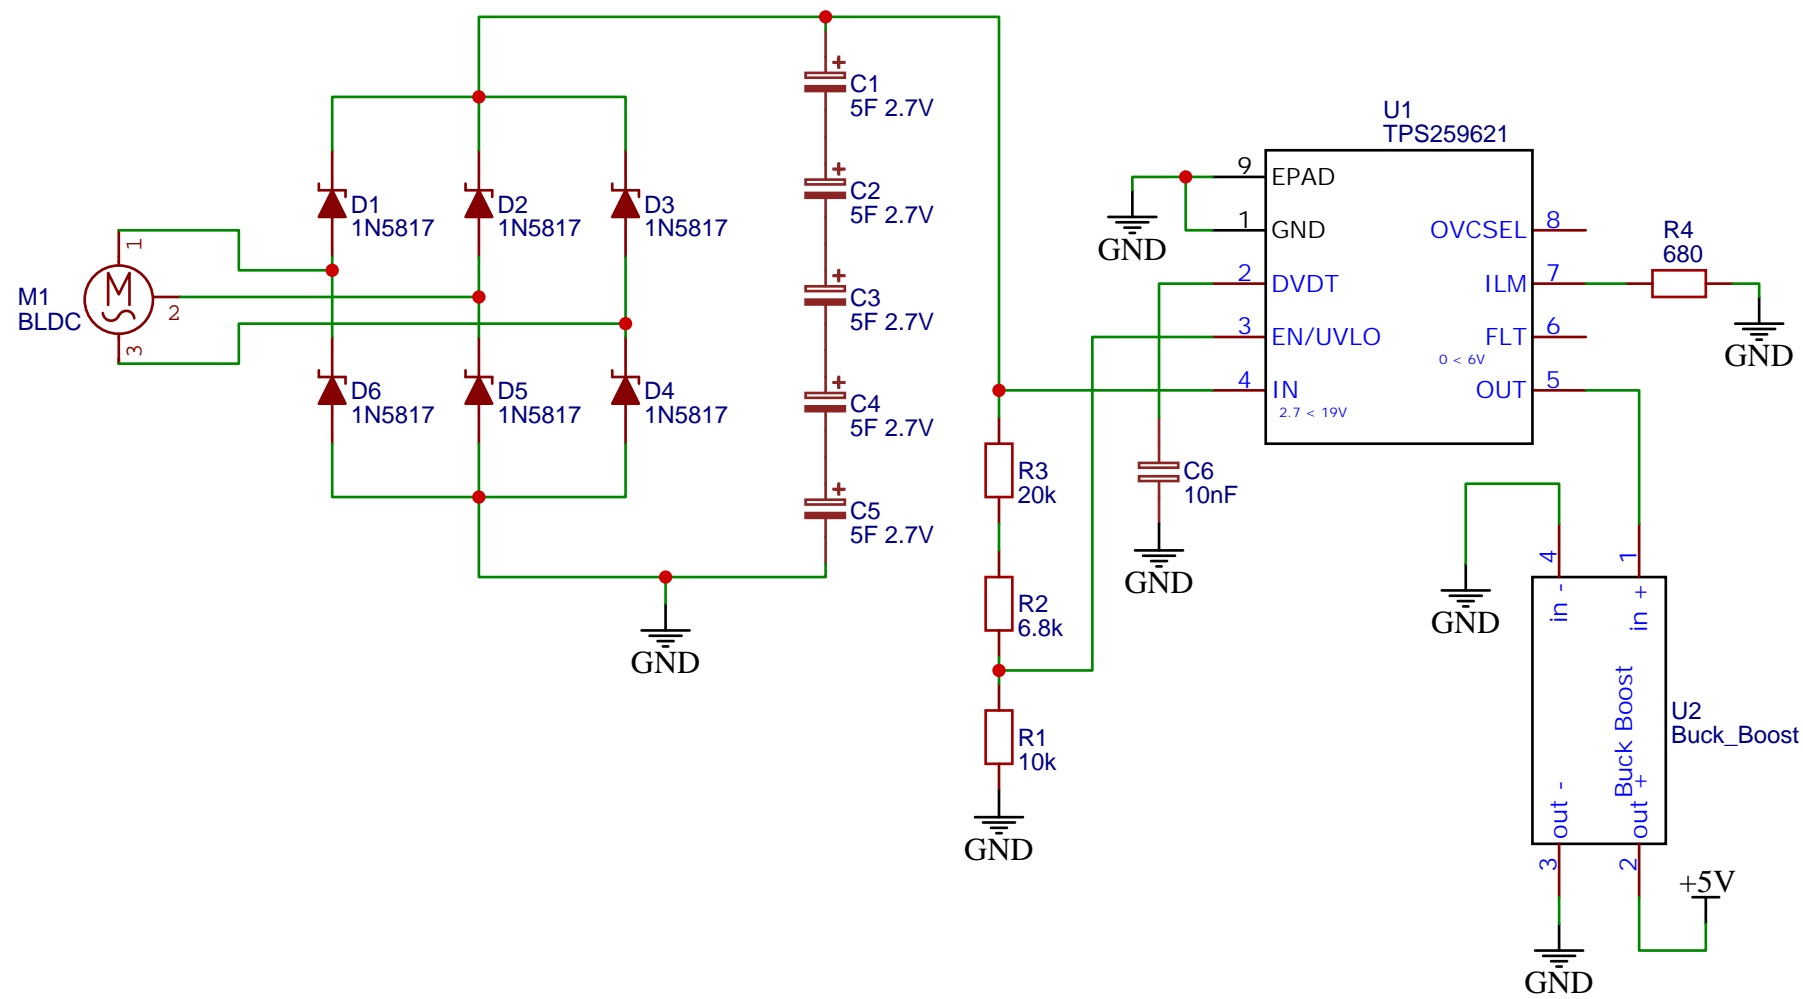 M1
BLDC
1
2
3
D1
1N5817
D2
1N5817
D3
1N5817
D6
1N5817
D5
1N5817
D4
1N5817
+
C1
5F 2.7V
+
C2
5F 2.7V
+
C3
5F 2.7V
+
C4
5F 2.7V
+
C5
5F 2.7V
GND
R3
20k
R2
6.8k
R1
10k
GND
C6
10nF
GND
GND
U1
TPS259621
9 EPAD
1 GND
2 DVDT
3 EN/UVLO
4 IN
2.7 < 19V
OVCSEL 8
ILM 7
FLT 6
0 < 6V
OUT 5
R4
680
GND
GND
4
1
in -
in +
Buck Boost
U2
Buck_Boost
out -
out +
3
2
+5V
GND